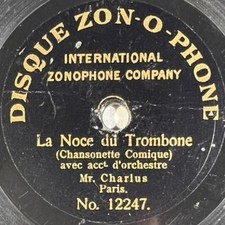 DISQUE ZON-O-PHONE
INTERNATIONAL
ZONOPHONE COMPANY
La Noce du Trombone
(Chansonette Comique)
avec acct. d'orchestre
Mr. Charlus
Paris.
No. 12247.